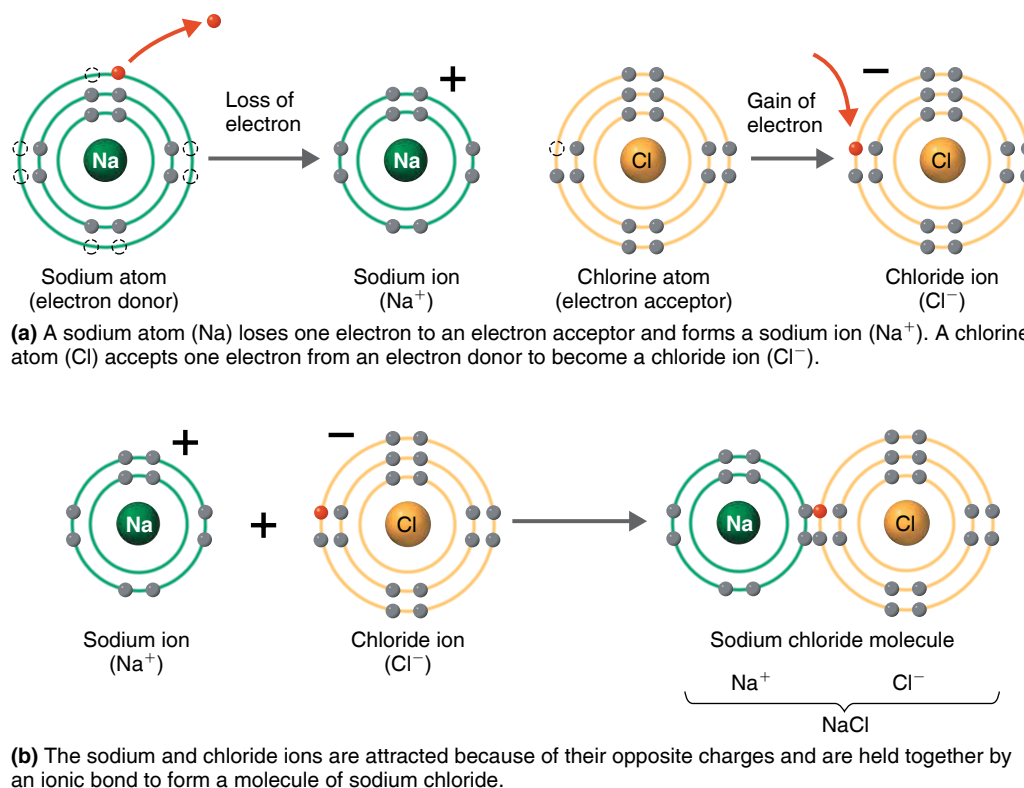 +
−
Loss of
electron
Gain of
electron
Na
Na
Cl
Cl
Sodium atom
(electron donor)
Sodium ion
(Na⁺)
Chlorine atom
(electron acceptor)
Chloride ion
(Cl⁻)
(a) A sodium atom (Na) loses one electron to an electron acceptor and forms a sodium ion (Na⁺). A chlorine
atom (Cl) accepts one electron from an electron donor to become a chloride ion (Cl⁻).
+
−
Na
+
Cl
Na
Cl
Sodium ion
(Na⁺)
Chloride ion
(Cl⁻)
Sodium chloride molecule
Na⁺
Cl⁻
NaCl
(b) The sodium and chloride ions are attracted because of their opposite charges and are held together by
an ionic bond to form a molecule of sodium chloride.